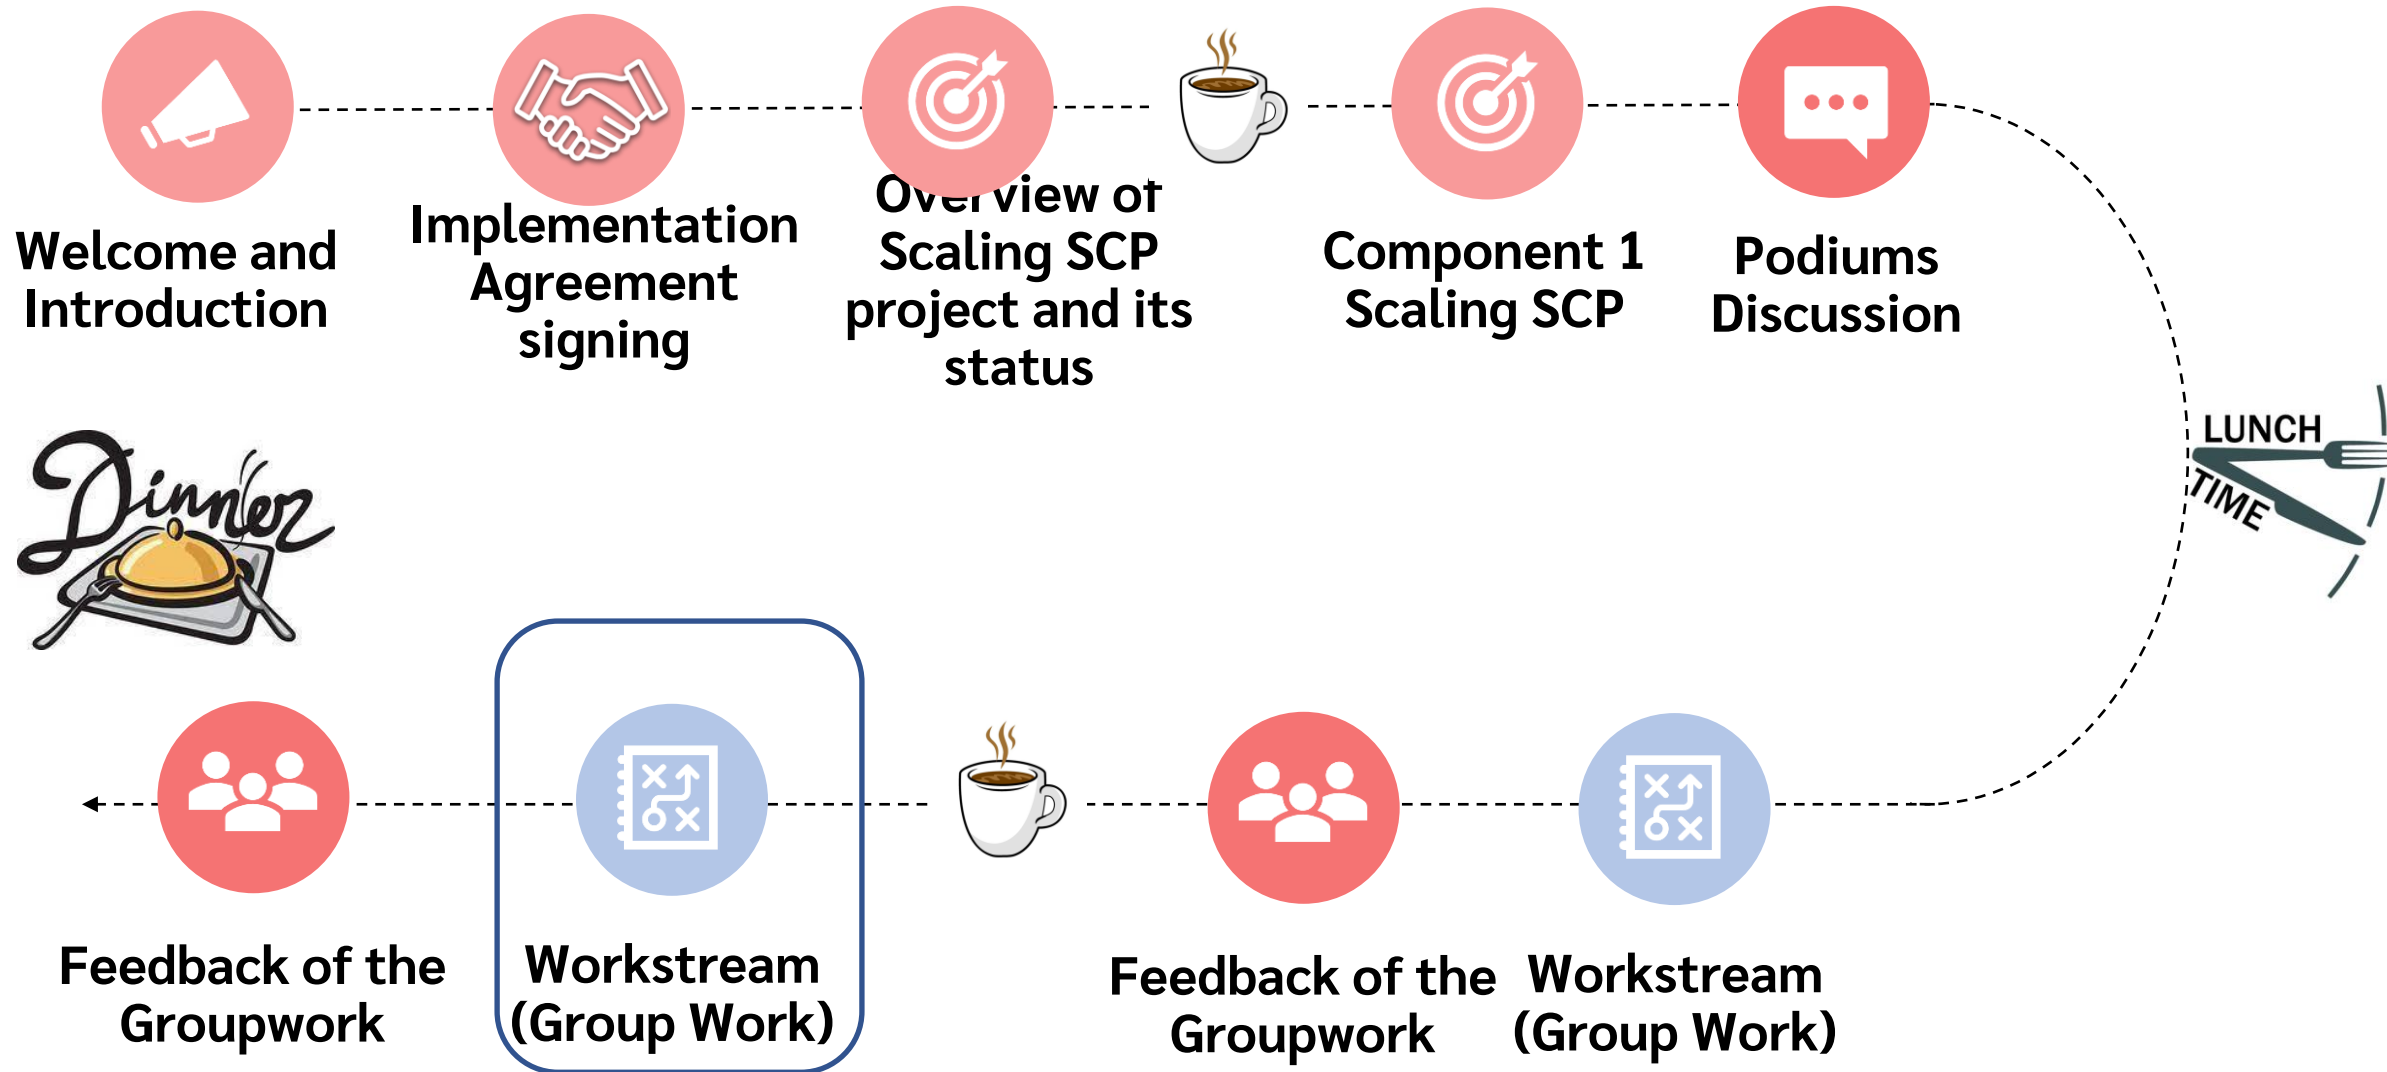 Welcome and
Introduction
Implementation
Agreement
signing
Overview of
Scaling SCP
project and its
status
Component 1
Scaling SCP
Podiums
Discussion
LUNCH
TIME
Dinner
Workstream
(Group Work)
Feedback of the
Groupwork
Workstream
(Group Work)
Feedback of the
Groupwork